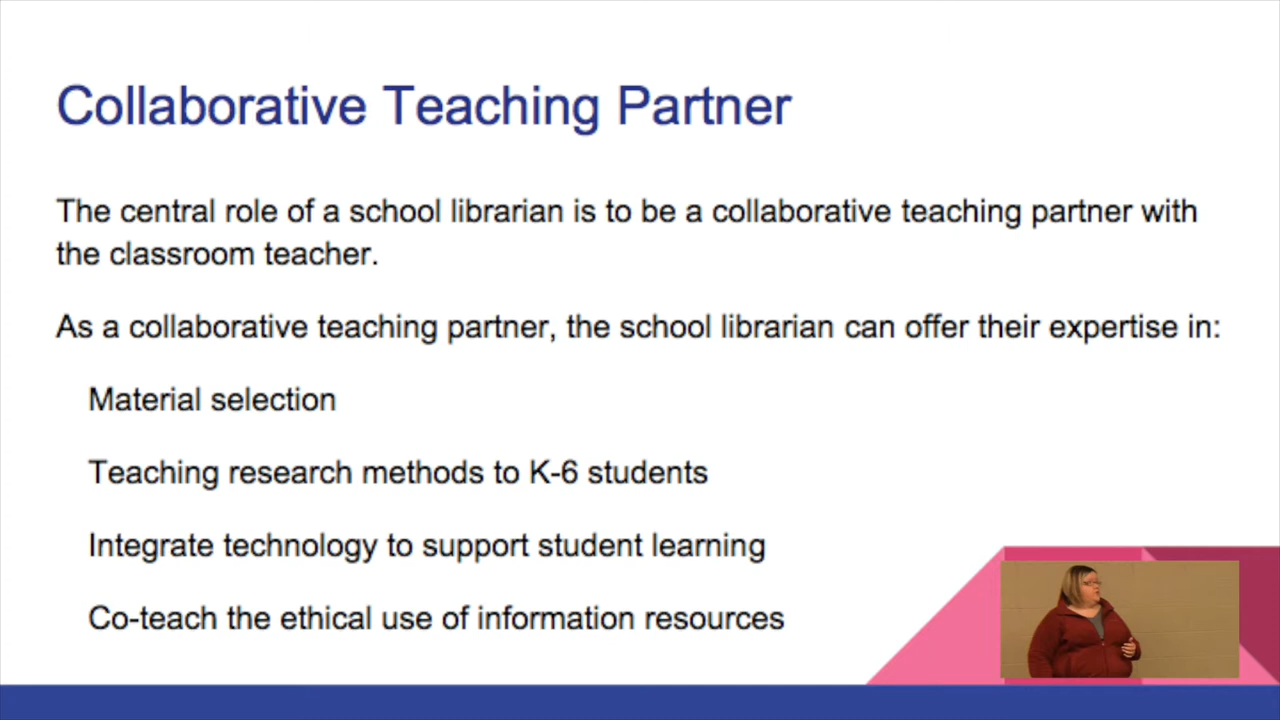 Collaborative Teaching Partner
The central role of a school librarian is to be a collaborative teaching partner with
the classroom teacher.
As a collaborative teaching partner, the school librarian can offer their expertise in:
Material selection
Teaching research methods to K-6 students
Integrate technology to support student learning
Co-teach the ethical use of information resources